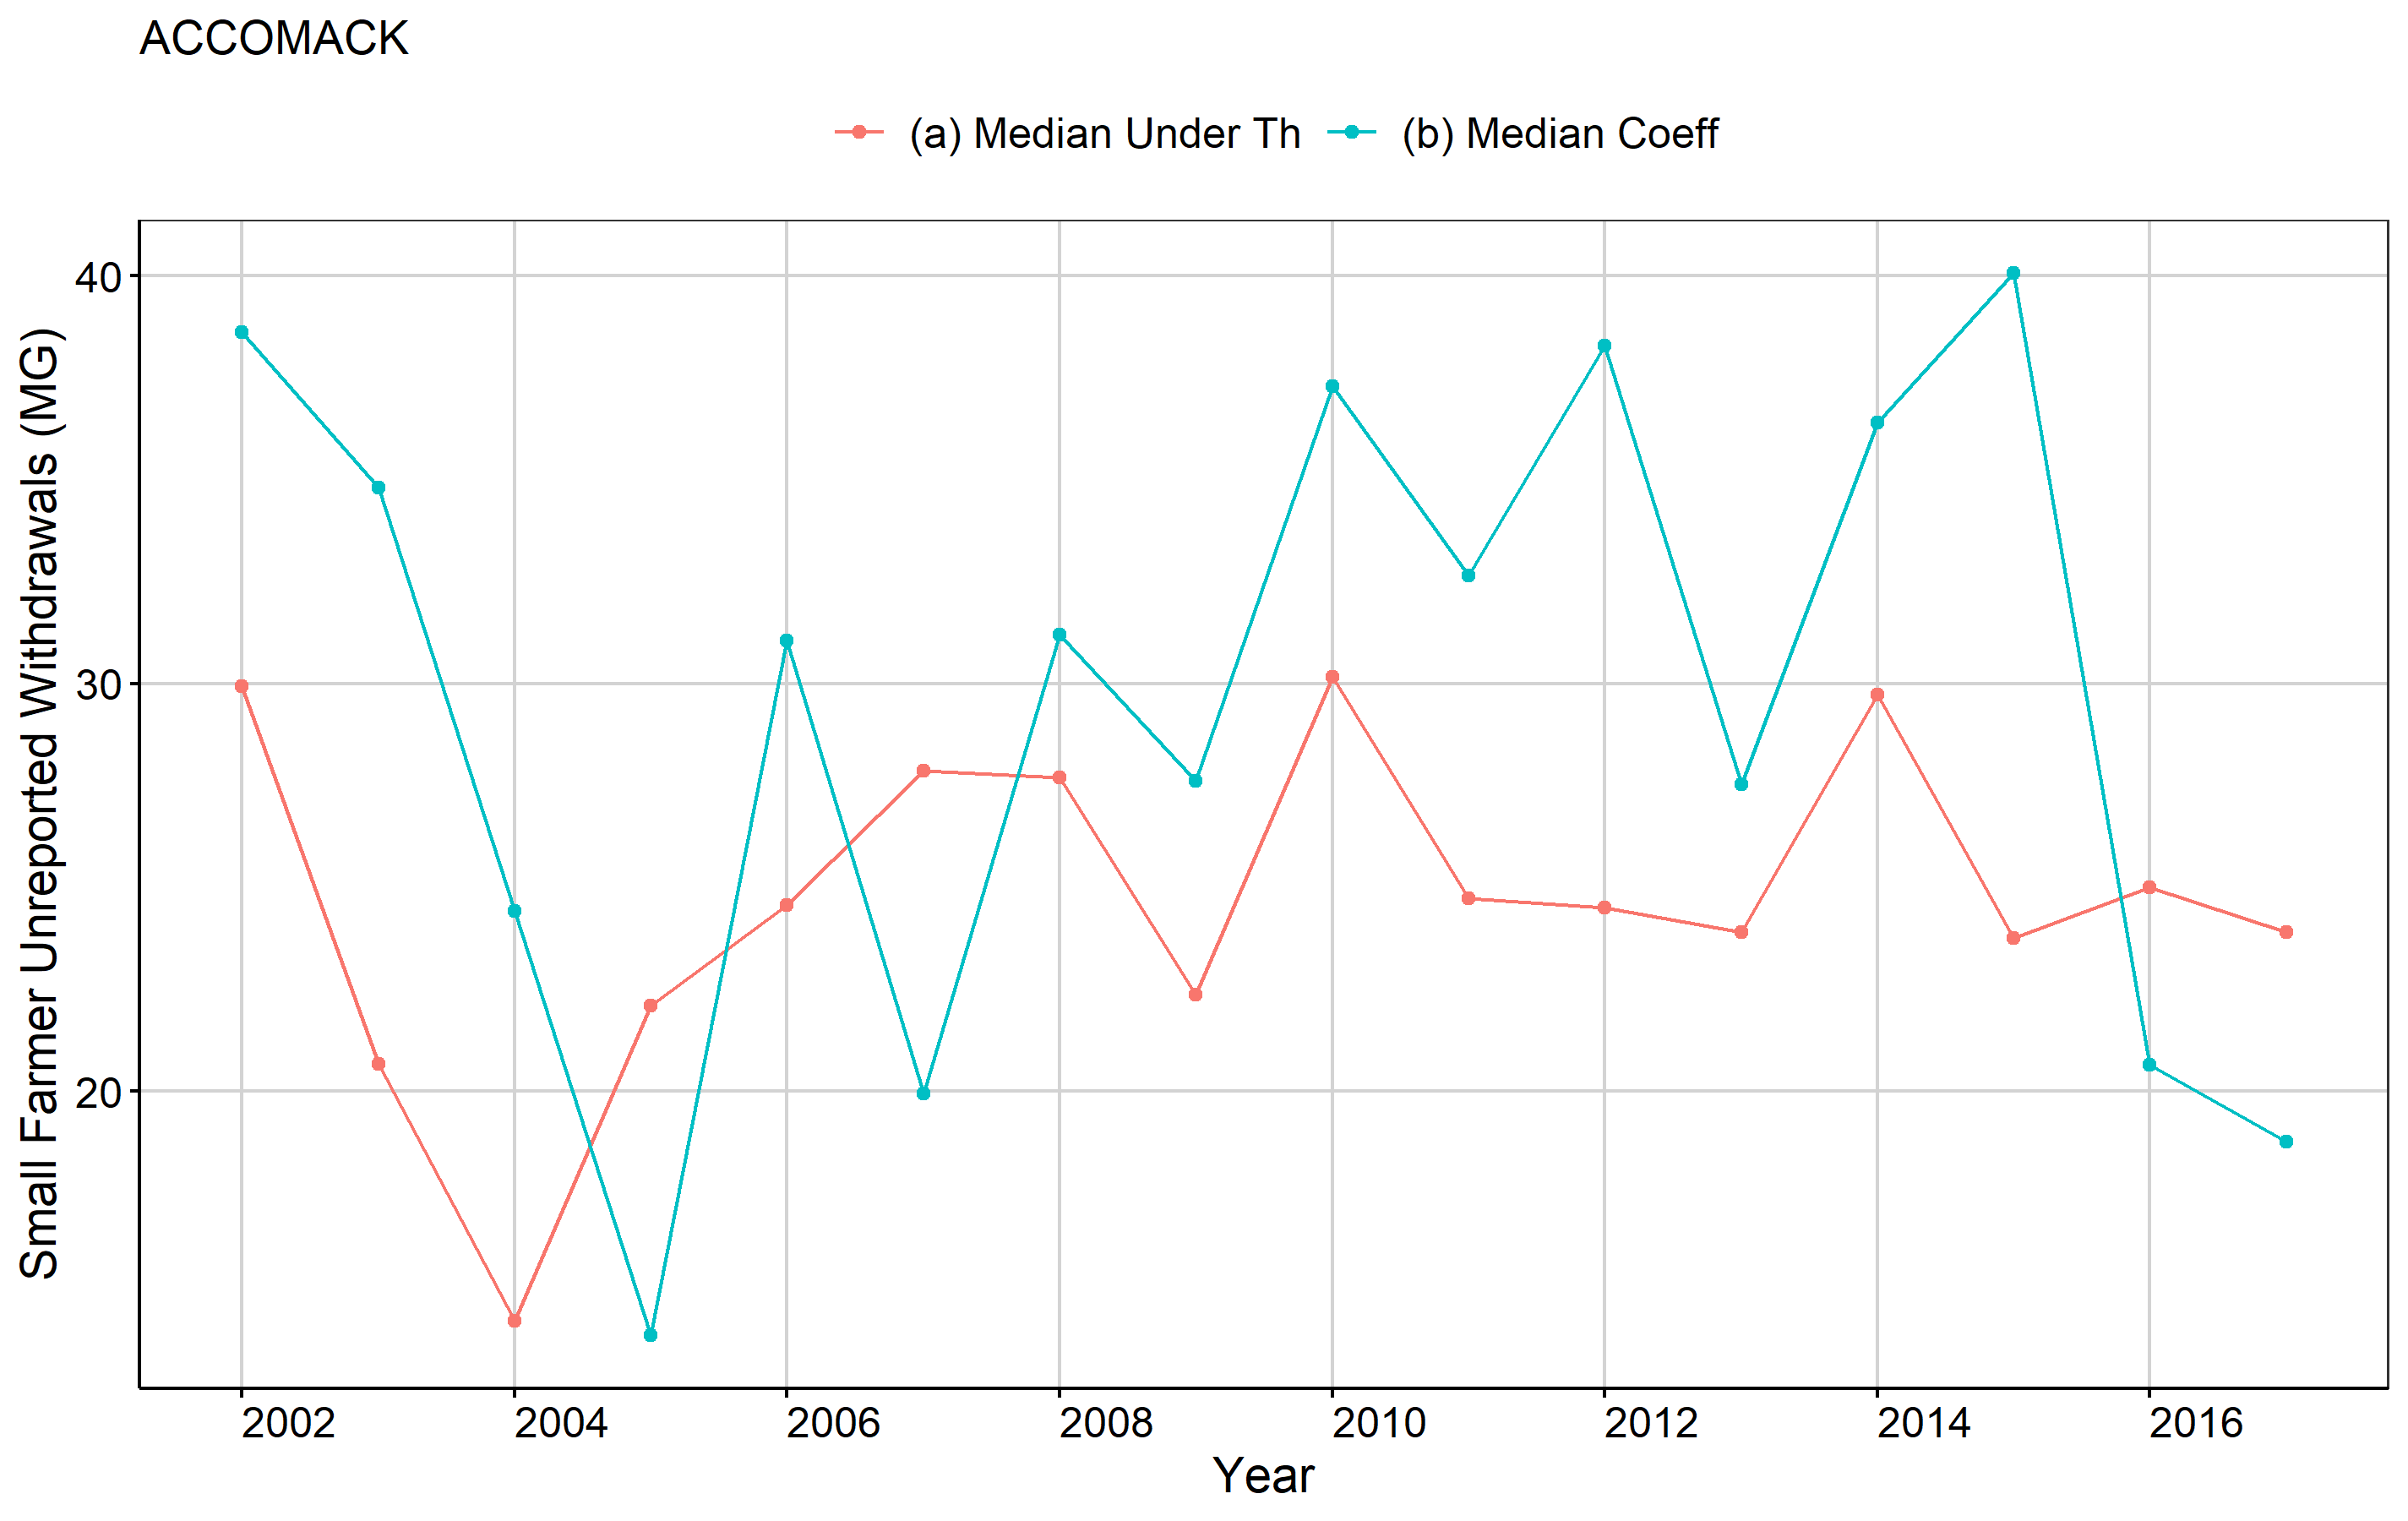 ACCOMACK
(a) Median Under Th (b) Median Coeff
Small Farmer Unreported Withdrawals (MG)
40
30
20
2002 2004 2006 2008 2010 2012 2014 2016
Year